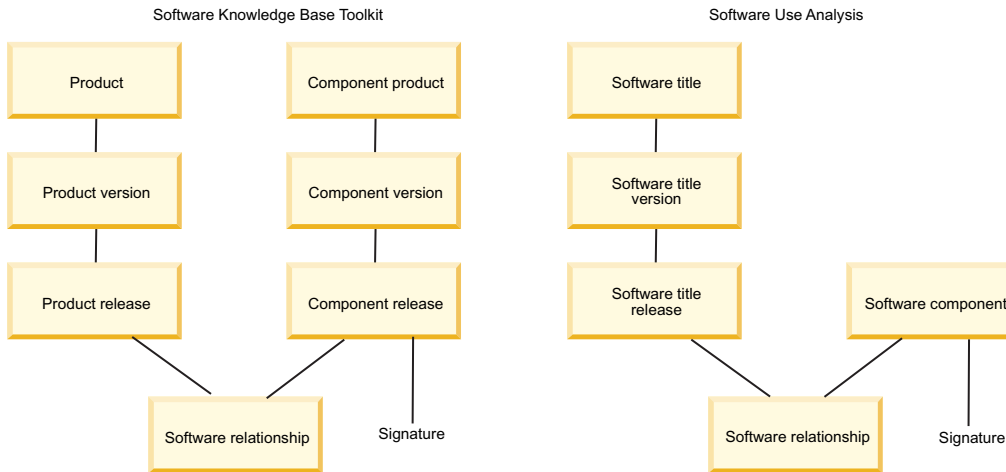 Software Knowledge Base Toolkit
Software Use Analysis
Product
Component product
Software title
Product version
Component version
Software title
version
Product release
Component release
Software title
release
Software component
Software relationship
Signature
Software relationship
Signature